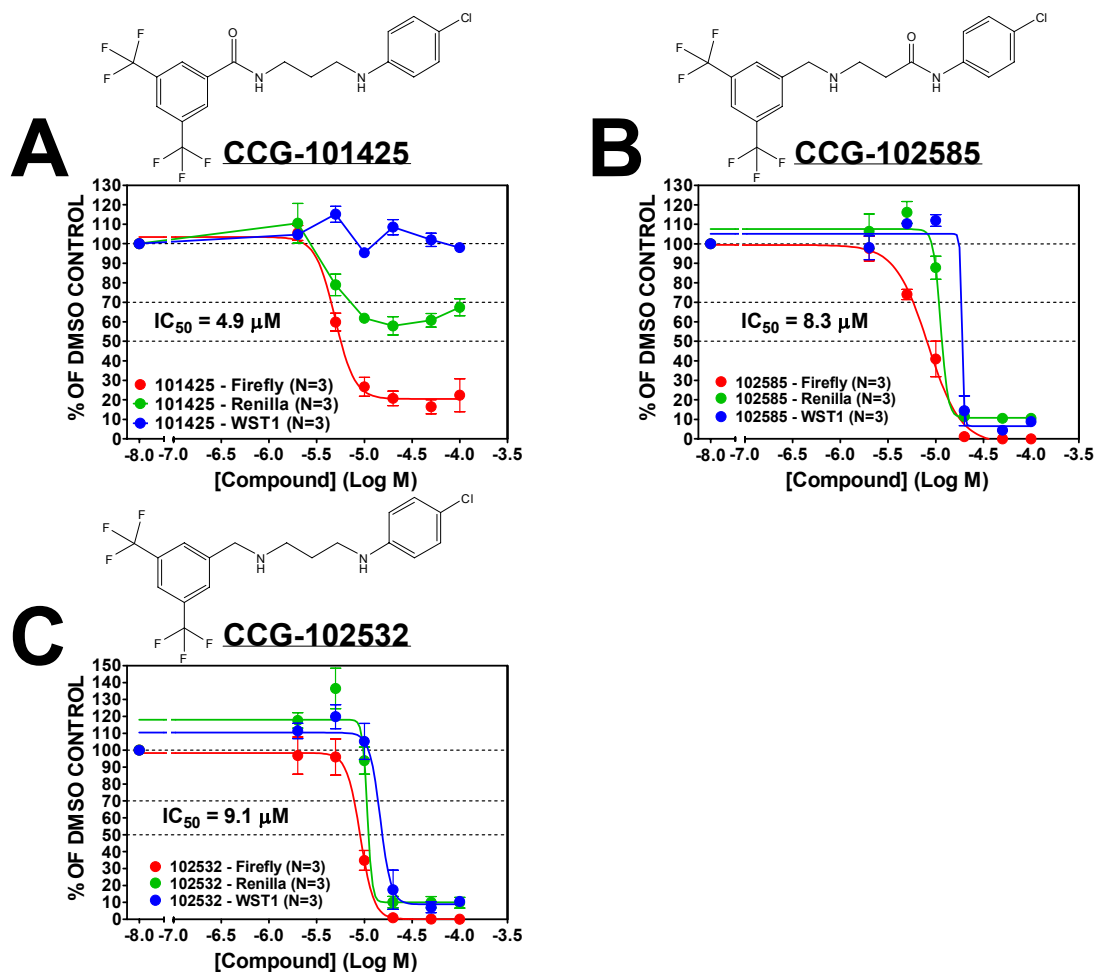 A
CCG-101425
F
F
F
F
F
F
O
N
H
N
H
Cl
% OF DMSO CONTROL
130
120
110
100
90
80
70
60
50
40
30
20
10
0
IC50 = 4.9 µM
101425 - Firefly (N=3)
101425 - Renilla (N=3)
101425 - WST1 (N=3)
-8.0 -7.0 -6.0 -5.5 -5.0 -4.5 -4.0 -3.5
[Compound] (Log M)
B
CCG-102585
F
F
F
F
F
F
N
H
O
N
H
Cl
% OF DMSO CONTROL
130
120
110
100
90
80
70
60
50
40
30
20
10
0
IC50 = 8.3 µM
102585 - Firefly (N=3)
102585 - Renilla (N=3)
102585 - WST1 (N=3)
-8.0 -7.0 -6.0 -5.5 -5.0 -4.5 -4.0 -3.5
[Compound] (Log M)
C
CCG-102532
F
F
F
F
F
F
N
H
N
H
Cl
% OF DMSO CONTROL
150
140
130
120
110
100
90
80
70
60
50
40
30
20
10
0
IC50 = 9.1 µM
102532 - Firefly (N=3)
102532 - Renilla (N=3)
102532 - WST1 (N=3)
-8.0 -7.0 -6.0 -5.5 -5.0 -4.5 -4.0 -3.5
[Compound] (Log M)